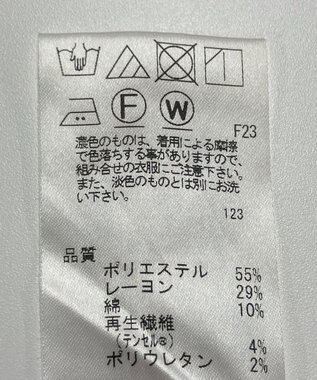 F
W
F23
濃色のものは、着用による摩擦
で色落ちする事がありますので、
組み合せの衣服にご注意下さい。
また、淡色のものとは別にお洗
い下さい。
123
品質
ポリエステル 55%
レーヨン 29%
綿 10%
再生繊維
(テンセル®) 4%
ポリウレタン 2%